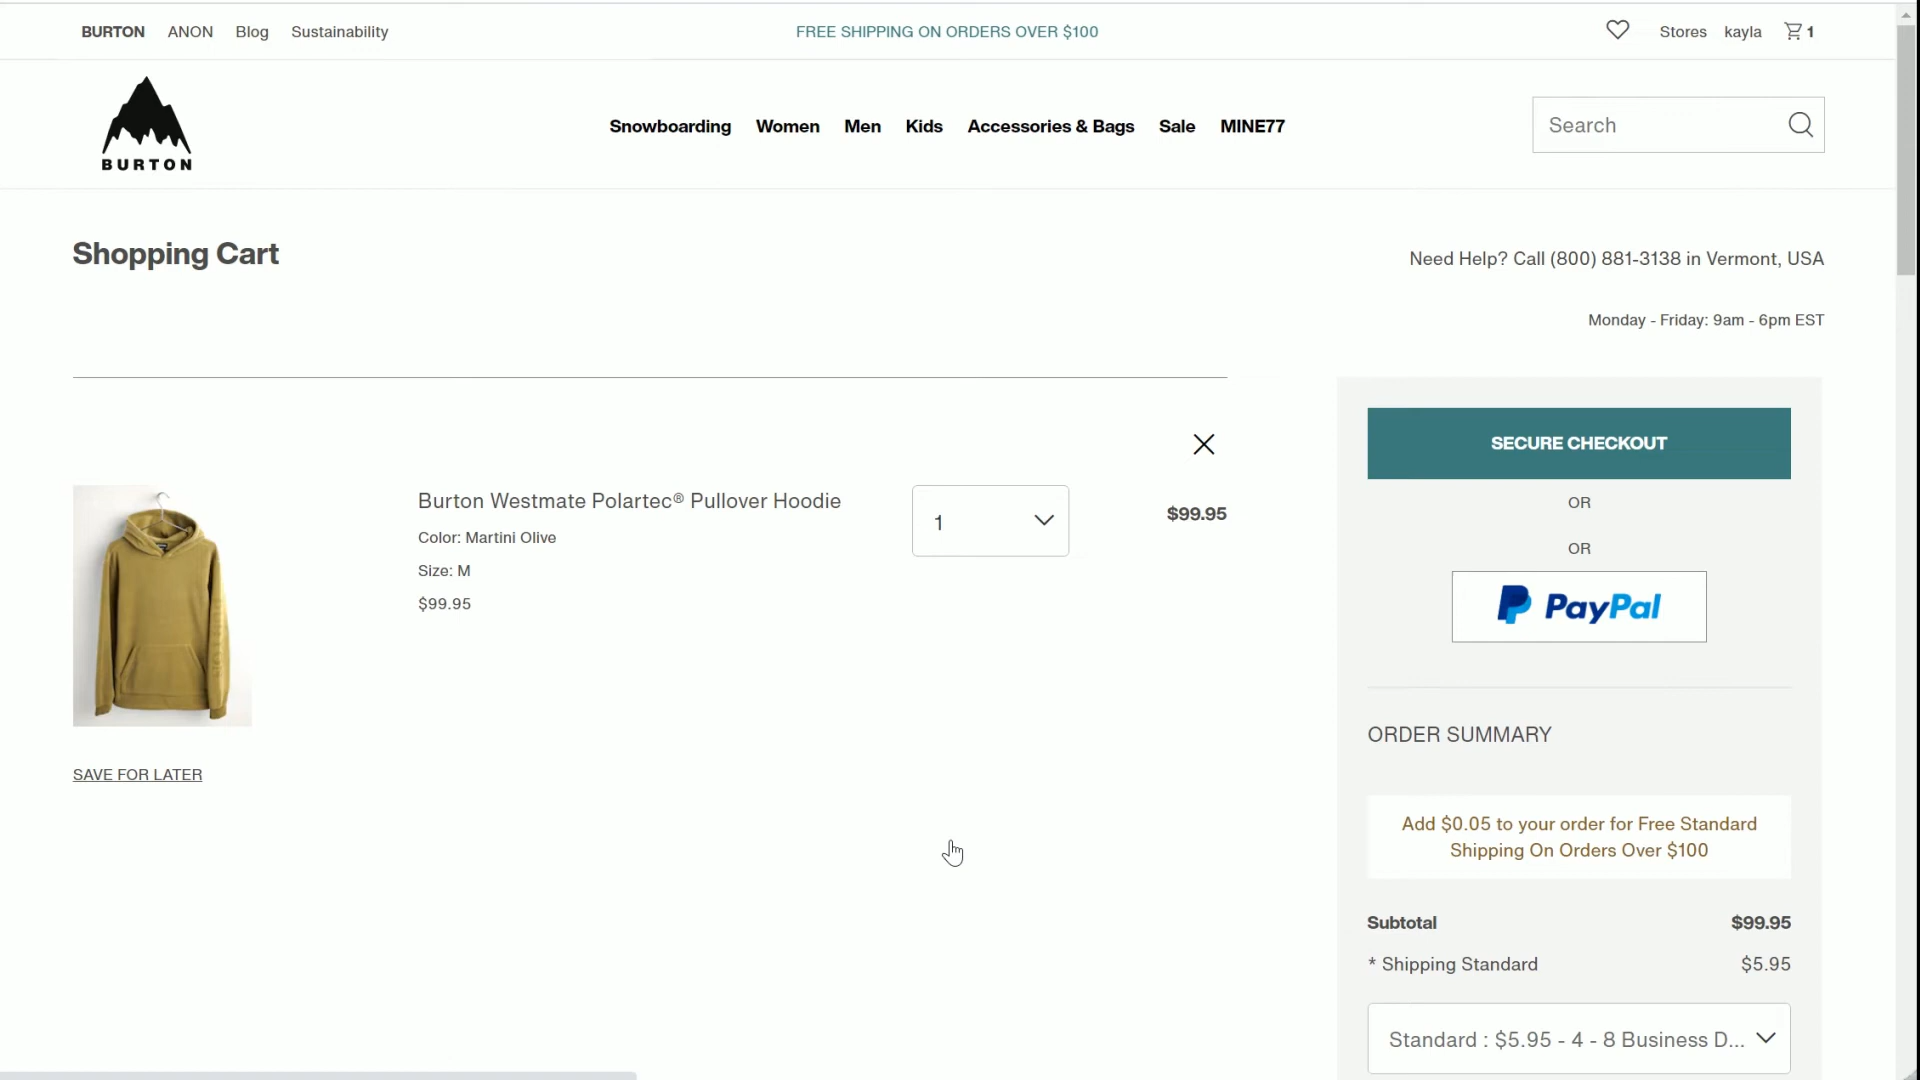 BURTON ANON Blog Sustainability
FREE SHIPPING ON ORDERS OVER $100
Stores kayla 1
BURTON
Snowboarding Women Men Kids Accessories & Bags Sale MINE77
Search
Shopping Cart
Need Help? Call (800) 881-3138 in Vermont, USA
Monday - Friday: 9am - 6pm EST
Burton Westmate Polartec® Pullover Hoodie
Color: Martini Olive
Size: M
$99.95
1
$99.95
SAVE FOR LATER
SECURE CHECKOUT
OR
OR
PayPal
ORDER SUMMARY
Add $0.05 to your order for Free Standard
Shipping On Orders Over $100
Subtotal $99.95
* Shipping Standard $5.95
Standard : $5.95 - 4 - 8 Business D...